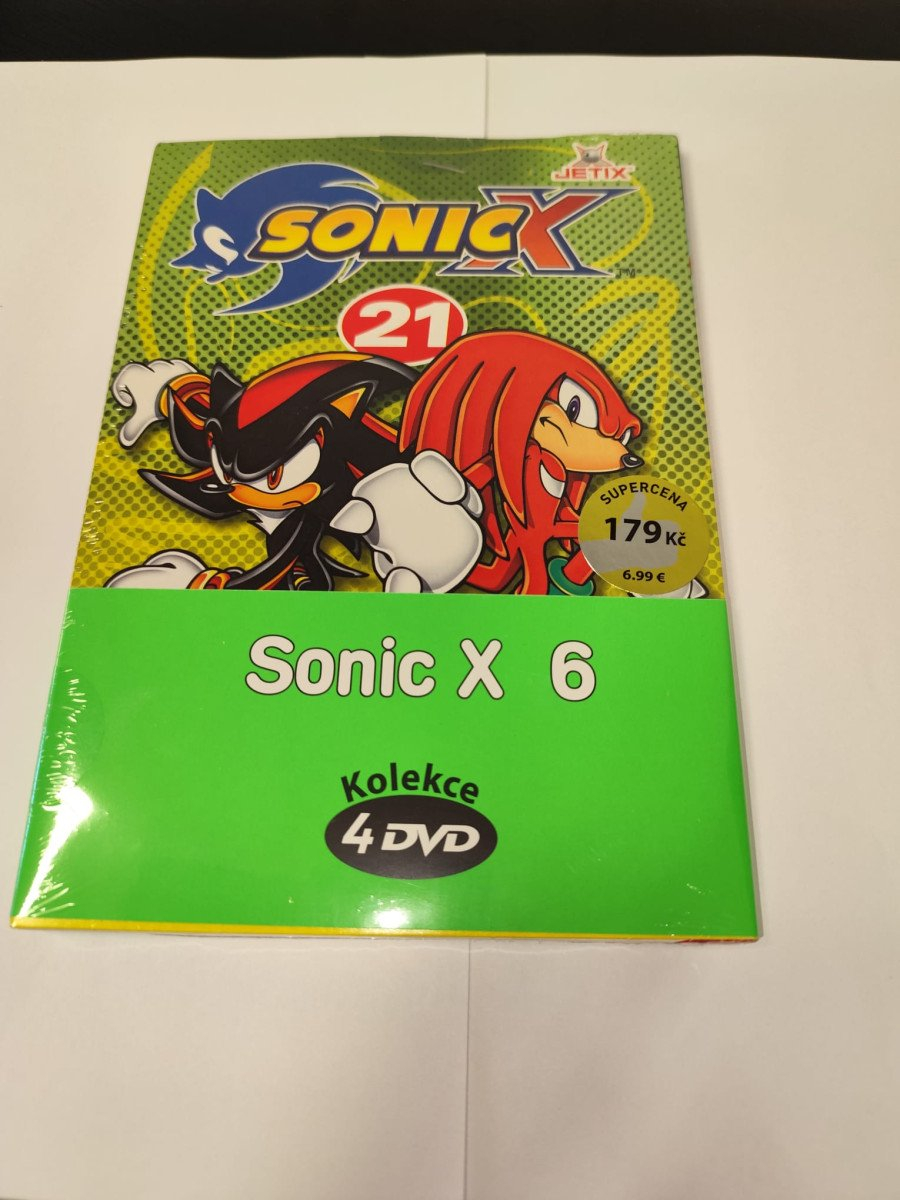 JETIX
SONIC X
TM
21
SUPERCENA
179 Kč
6.99 €
Sonic X 6
Kolekce
4 DVD